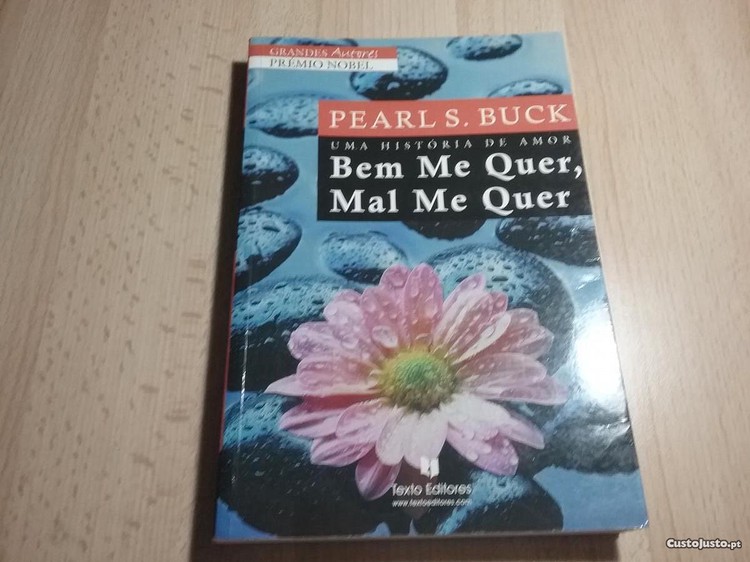 GRANDES Autores
PRÉMIO NOBEL
PEARL S. BUCK
UMA HISTÓRIA DE AMOR
Bem Me Quer,
Mal Me Quer
Texto Editores
www.textoeditores.com
CustoJusto.pt